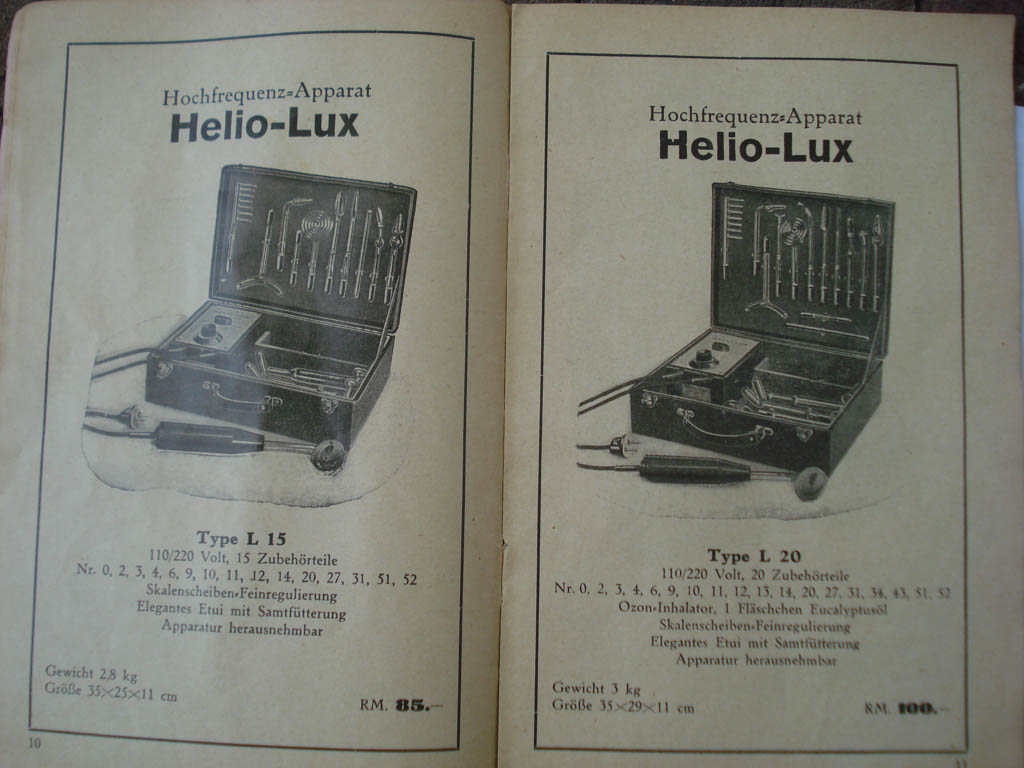 Hochfrequenz=Apparat
Helio-Lux
Type L 15
110/220 Volt, 15 Zubehörteile
Nr. 0, 2, 3, 4, 6, 9, 10, 11, 12, 14, 20, 27, 31, 51, 52
Skalenscheiben=Feinregulierung
Elegantes Etui mit Samtfütterung
Apparatur herausnehmbar
Gewicht 2,8 kg
Größe 35×25×11 cm
RM. 85.—
10
Hochfrequenz=Apparat
Helio-Lux
Type L 20
110/220 Volt, 20 Zubehörteile
Nr. 0, 2, 3, 4, 6, 9, 10, 11, 12, 13, 14, 20, 27, 31, 34, 43, 51, 52
Ozon=Inhalator, 1 Fläschchen Eucalyptusöl
Skalenscheiben=Feinregulierung
Elegantes Etui mit Samtfütterung
Apparatur herausnehmbar
Gewicht 3 kg
Größe 35×29×11 cm
RM. 100.—
11